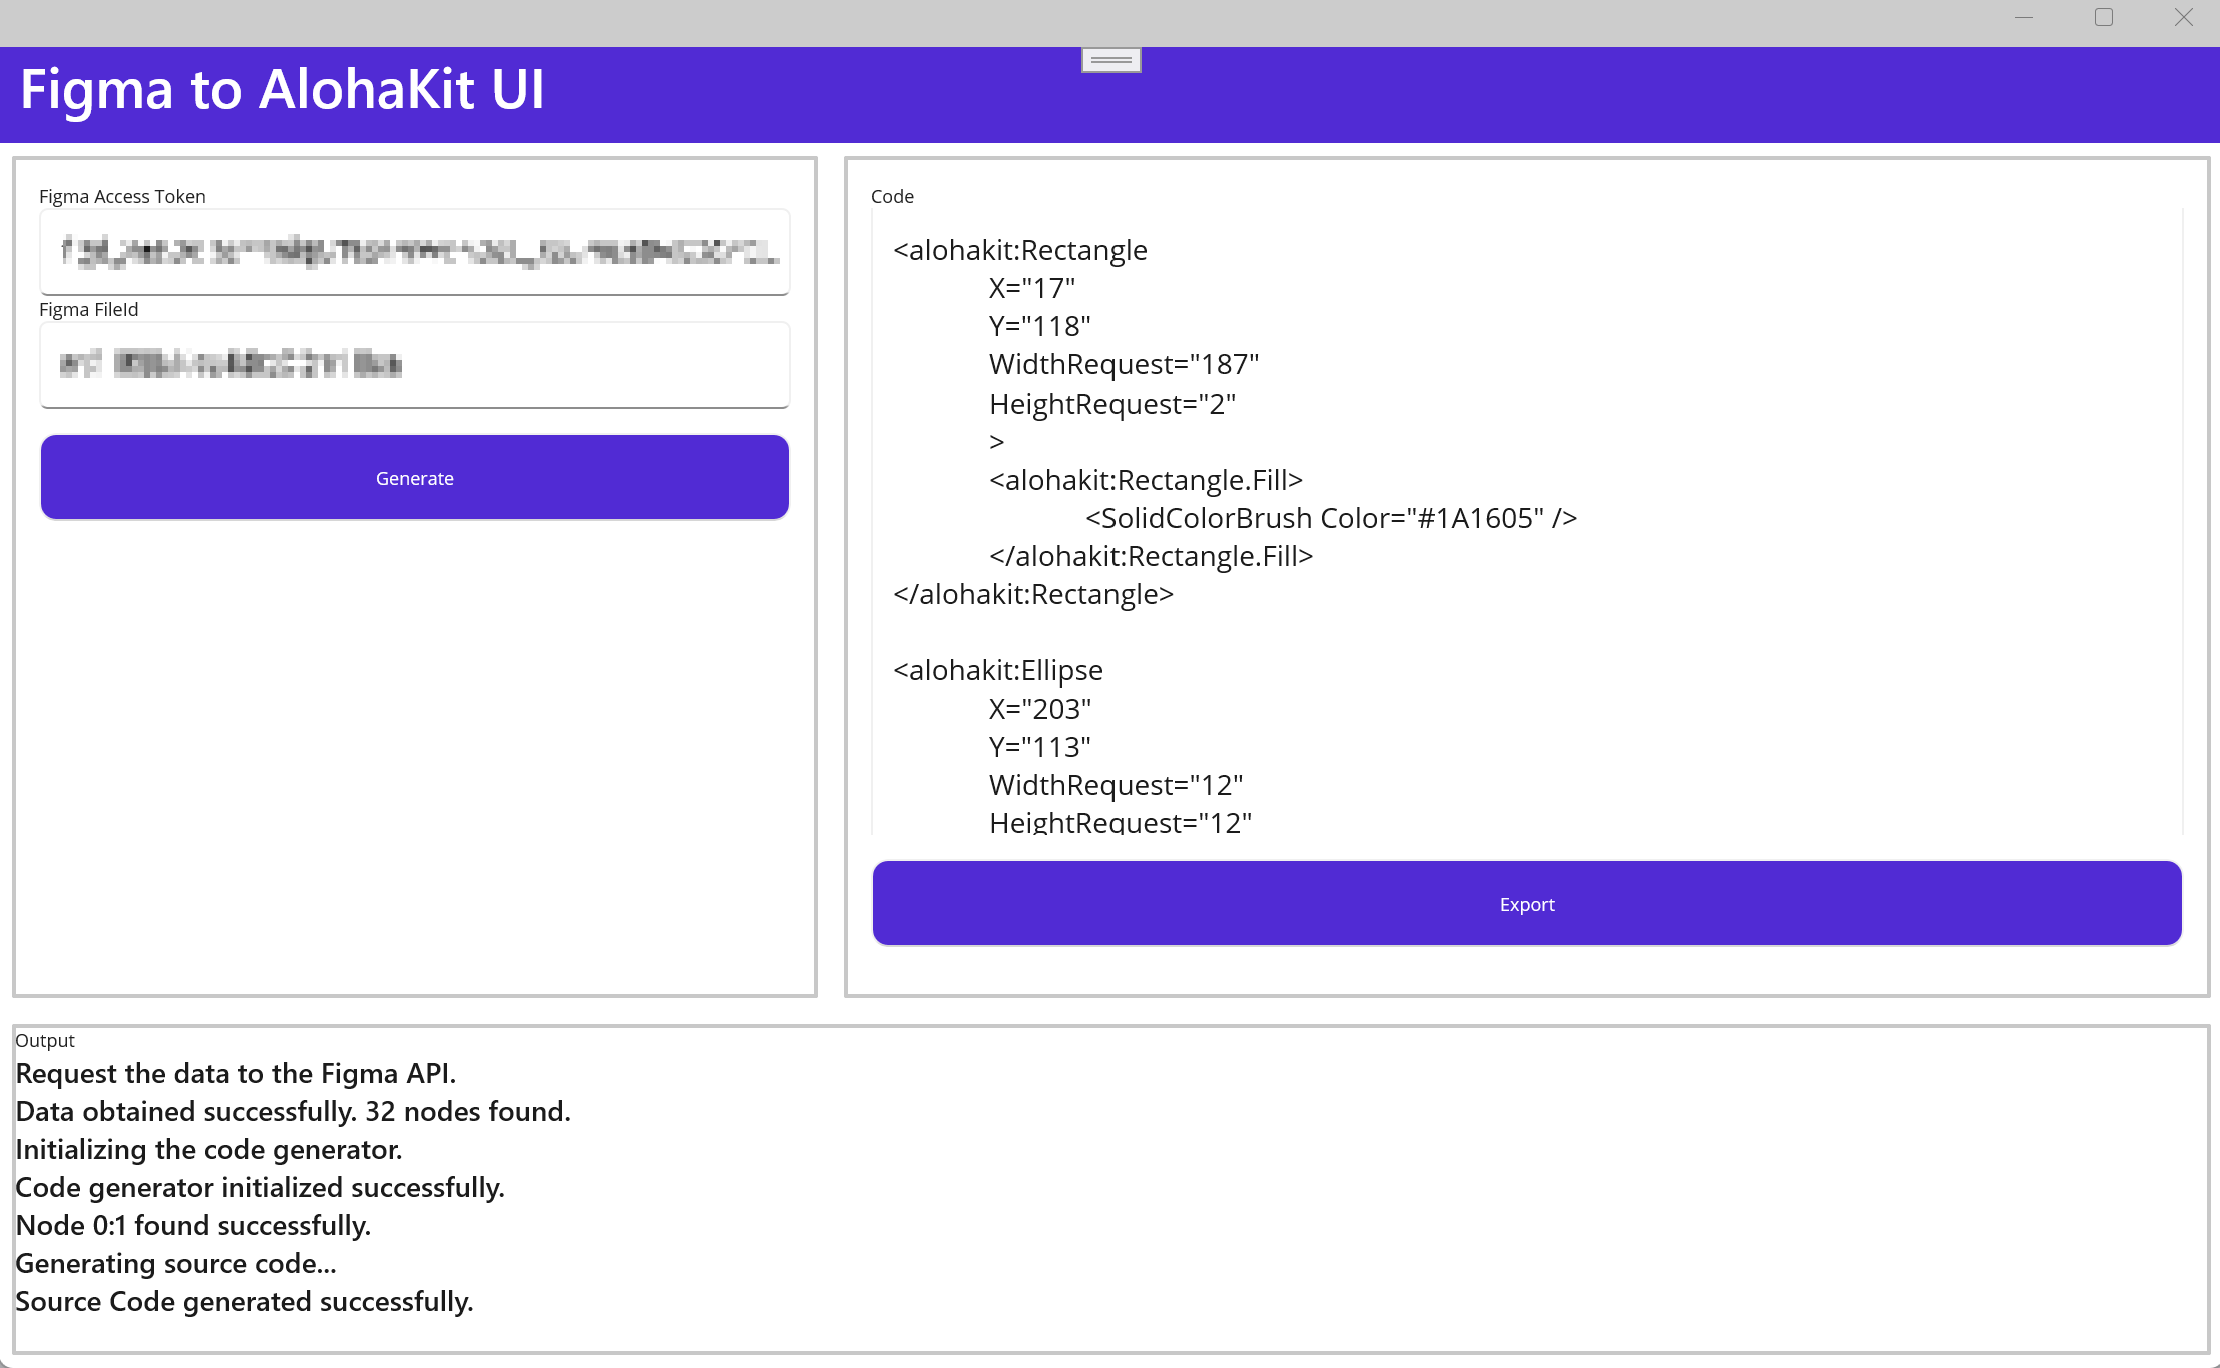 Figma to AlohaKit UI
Figma Access Token
Figma FileId
Generate
Code
<alohakit:Rectangle
X="17"
Y="118"
WidthRequest="187"
HeightRequest="2"
>
<alohakit:Rectangle.Fill>
<SolidColorBrush Color="#1A1605" />
</alohakit:Rectangle.Fill>
</alohakit:Rectangle>
<alohakit:Ellipse
X="203"
Y="113"
WidthRequest="12"
HeightRequest="12"
Export
Output
Request the data to the Figma API.
Data obtained successfully. 32 nodes found.
Initializing the code generator.
Code generator initialized successfully.
Node 0:1 found successfully.
Generating source code...
Source Code generated successfully.